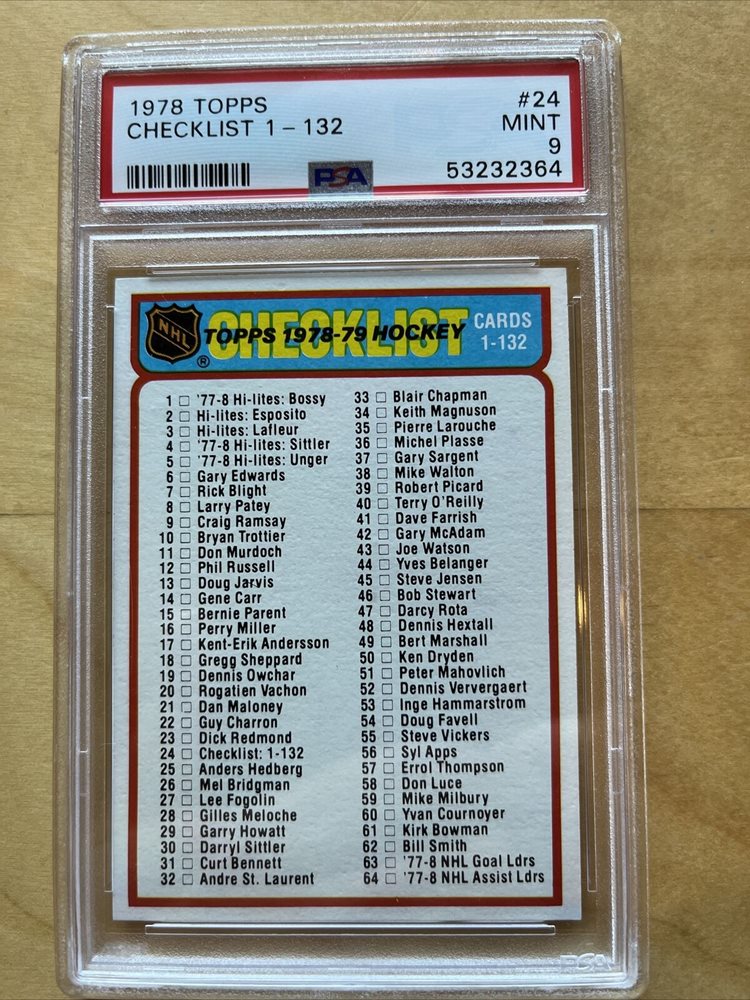 1978 TOPPS #24
CHECKLIST 1 – 132 MINT
9
PSA 53232364
NHL
®
CHECKLIST
TOPPS 1978-79 HOCKEY
CARDS
1-132
1 □ '77-8 Hi-lites: Bossy
2 □ Hi-lites: Esposito
3 □ Hi-lites: Lafleur
4 □ '77-8 Hi-lites: Sittler
5 □ '77-8 Hi-lites: Unger
6 □ Gary Edwards
7 □ Rick Blight
8 □ Larry Patey
9 □ Craig Ramsay
10 □ Bryan Trottier
11 □ Don Murdoch
12 □ Phil Russell
13 □ Doug Jarvis
14 □ Gene Carr
15 □ Bernie Parent
16 □ Perry Miller
17 □ Kent-Erik Andersson
18 □ Gregg Sheppard
19 □ Dennis Owchar
20 □ Rogatien Vachon
21 □ Dan Maloney
22 □ Guy Charron
23 □ Dick Redmond
24 □ Checklist: 1-132
25 □ Anders Hedberg
26 □ Mel Bridgman
27 □ Lee Fogolin
28 □ Gilles Meloche
29 □ Garry Howatt
30 □ Darryl Sittler
31 □ Curt Bennett
32 □ Andre St. Laurent
33 □ Blair Chapman
34 □ Keith Magnuson
35 □ Pierre Larouche
36 □ Michel Plasse
37 □ Gary Sargent
38 □ Mike Walton
39 □ Robert Picard
40 □ Terry O'Reilly
41 □ Dave Farrish
42 □ Gary McAdam
43 □ Joe Watson
44 □ Yves Belanger
45 □ Steve Jensen
46 □ Bob Stewart
47 □ Darcy Rota
48 □ Dennis Hextall
49 □ Bert Marshall
50 □ Ken Dryden
51 □ Peter Mahovlich
52 □ Dennis Ververgaert
53 □ Inge Hammarstrom
54 □ Doug Favell
55 □ Steve Vickers
56 □ Syl Apps
57 □ Errol Thompson
58 □ Don Luce
59 □ Mike Milbury
60 □ Yvan Cournoyer
61 □ Kirk Bowman
62 □ Bill Smith
63 □ '77-8 NHL Goal Ldrs
64 □ '77-8 NHL Assist Ldrs
PSA